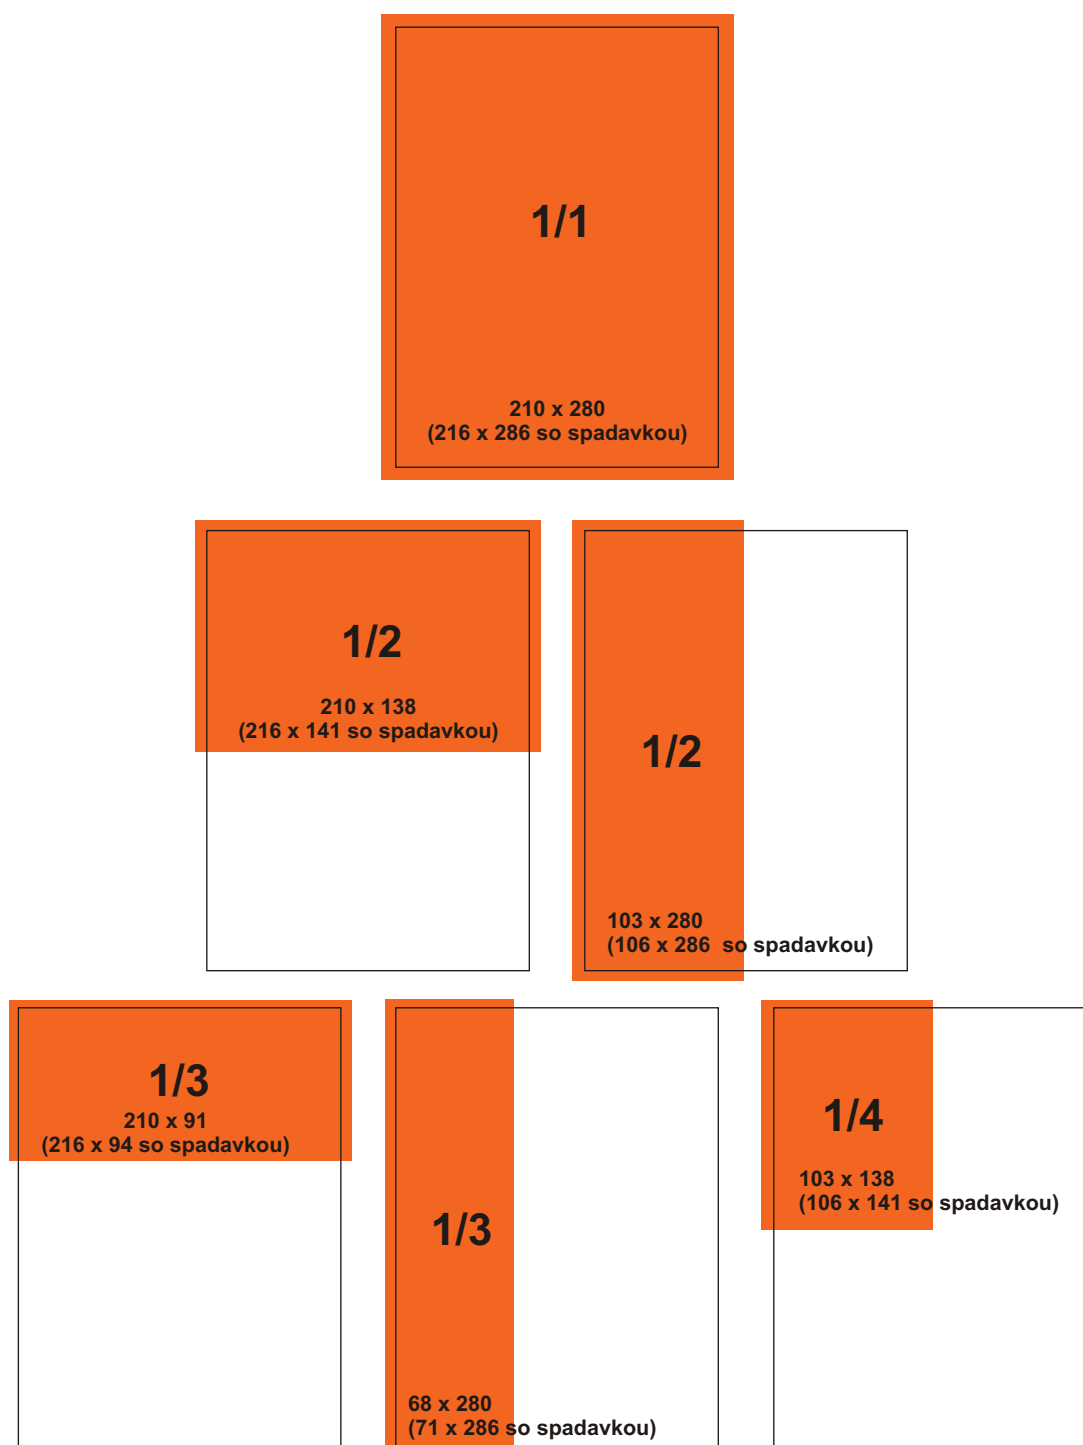 1/1
210 x 280
(216 x 286 so spadavkou)
1/2
210 x 138
(216 x 141 so spadavkou)
1/2
103 x 280
(106 x 286  so spadavkou)
1/3
210 x 91
(216 x 94 so spadavkou)
1/3
68 x 280
(71 x 286 so spadavkou)
1/4
103 x 138
(106 x 141 so spadavkou)